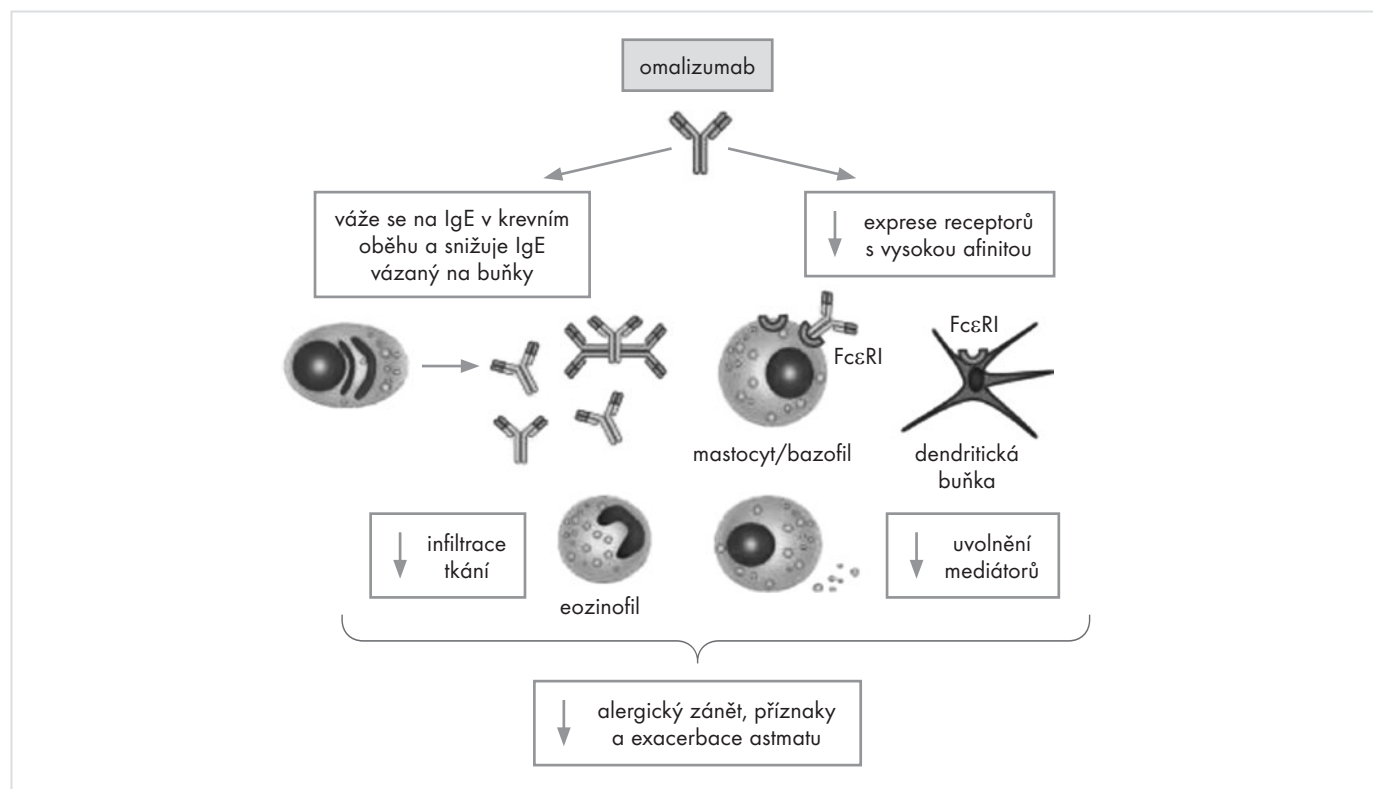 omalizumab
váže se na IgE v krevním
oběhu a snižuje IgE
vázaný na buňky
exprese receptorů
s vysokou afinitou
FcεRI
FcεRI
mastocyt/bazofil
dendritická
buňka
infiltrace
tkání
eozinofil
uvolnění
mediátorů
alergický zánět, příznaky
a exacerbace astmatu